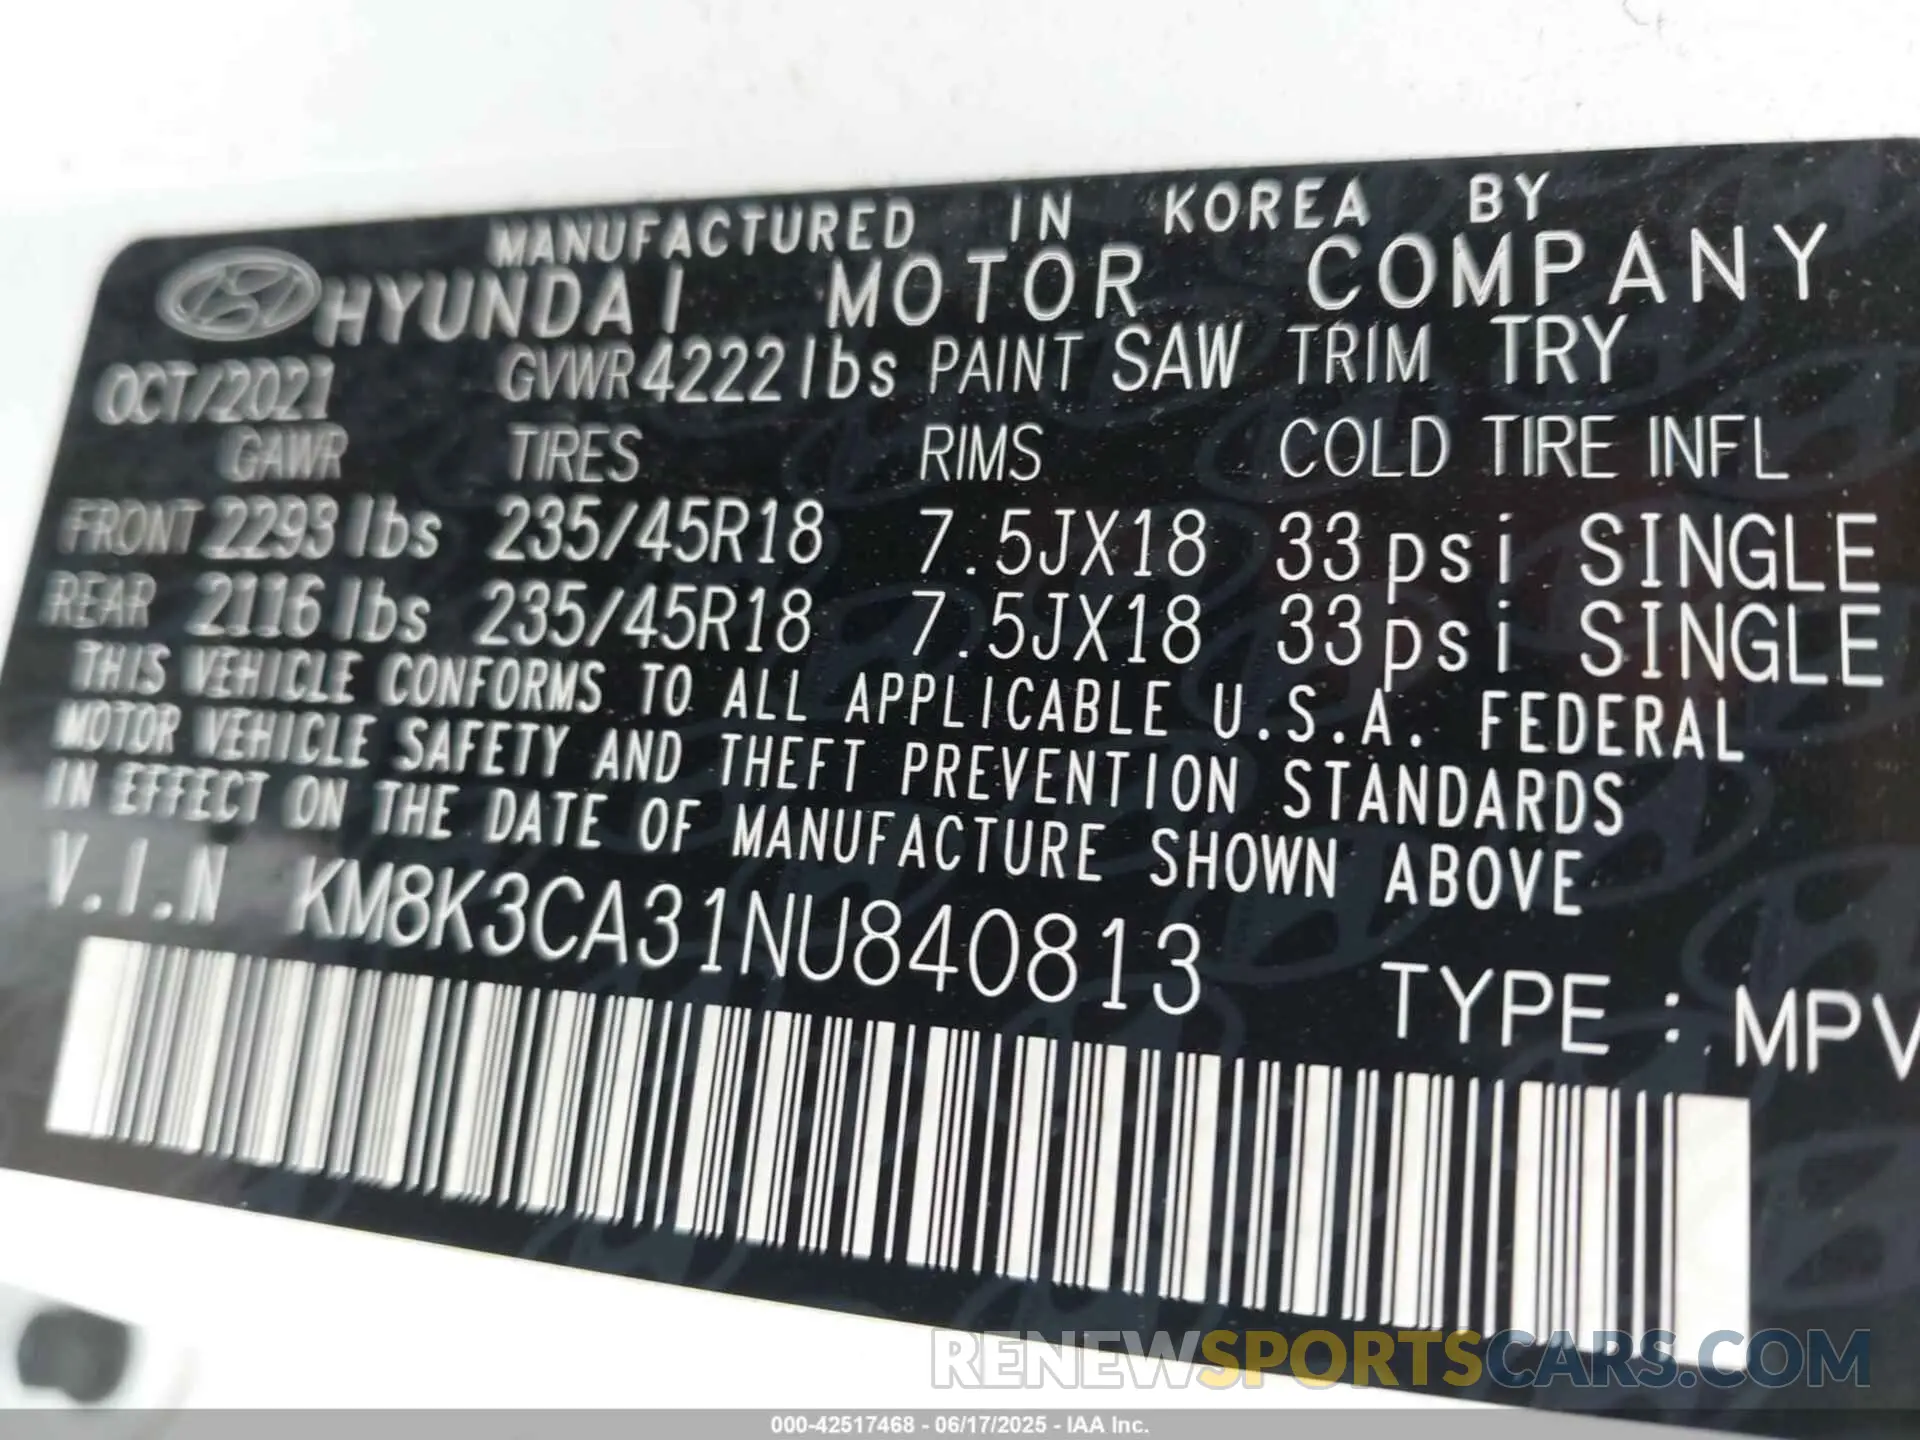 MANUFACTURED IN KOREA BY
HYUNDAI MOTOR COMPANY
OCT/2021 GVWR 4222 lbs PAINT SAW TRIM TRY
GAWR TIRES RIMS COLD TIRE INFL
FRONT 2293 lbs 235/45R18 7.5JX18 33psi SINGLE
REAR 2116 lbs 235/45R18 7.5JX18 33psi SINGLE
THIS VEHICLE CONFORMS TO ALL APPLICABLE U.S.A. FEDERAL
MOTOR VEHICLE SAFETY AND THEFT PREVENTION STANDARDS
IN EFFECT ON THE DATE OF MANUFACTURE SHOWN ABOVE
V.I.N KM8K3CA31NU840813
TYPE : MPV
RENEWSPORTSCARS.COM
000-42517468 - 06/17/2025 - IAA Inc.